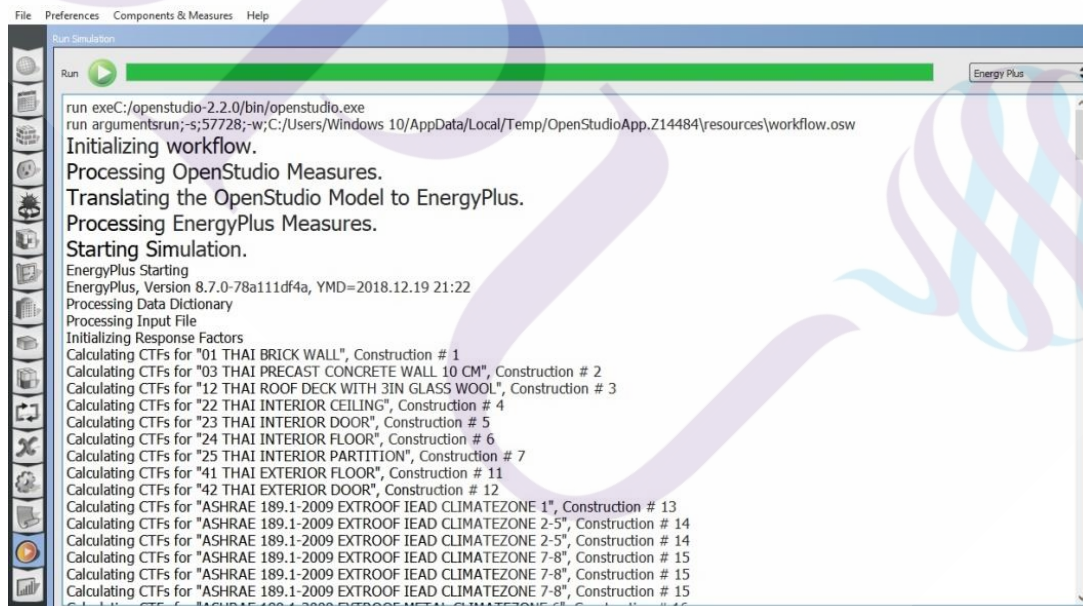 File Preferences Components & Measures Help
Run Simulation
Run
Energy Plus
run exeC:/openstudio-2.2.0/bin/openstudio.exe
run argumentsrun;-s;57728;-w;C:/Users/Windows 10/AppData/Local/Temp/OpenStudioApp.Z14484\resources\workflow.osw
Initializing workflow.
Processing OpenStudio Measures.
Translating the OpenStudio Model to EnergyPlus.
Processing EnergyPlus Measures.
Starting Simulation.
EnergyPlus Starting
EnergyPlus, Version 8.7.0-78a111df4a, YMD=2018.12.19 21:22
Processing Data Dictionary
Processing Input File
Initializing Response Factors
Calculating CTFs for "01 THAI BRICK WALL", Construction # 1
Calculating CTFs for "03 THAI PRECAST CONCRETE WALL 10 CM", Construction # 2
Calculating CTFs for "12 THAI ROOF DECK WITH 3IN GLASS WOOL", Construction # 3
Calculating CTFs for "22 THAI INTERIOR CEILING", Construction # 4
Calculating CTFs for "23 THAI INTERIOR DOOR", Construction # 5
Calculating CTFs for "24 THAI INTERIOR FLOOR", Construction # 6
Calculating CTFs for "25 THAI INTERIOR PARTITION", Construction # 7
Calculating CTFs for "41 THAI EXTERIOR FLOOR", Construction # 11
Calculating CTFs for "42 THAI EXTERIOR DOOR", Construction # 12
Calculating CTFs for "ASHRAE 189.1-2009 EXTROOF IEAD CLIMATEZONE 1", Construction # 13
Calculating CTFs for "ASHRAE 189.1-2009 EXTROOF IEAD CLIMATEZONE 2-5", Construction # 14
Calculating CTFs for "ASHRAE 189.1-2009 EXTROOF IEAD CLIMATEZONE 2-5", Construction # 14
Calculating CTFs for "ASHRAE 189.1-2009 EXTROOF IEAD CLIMATEZONE 7-8", Construction # 15
Calculating CTFs for "ASHRAE 189.1-2009 EXTROOF IEAD CLIMATEZONE 7-8", Construction # 15
Calculating CTFs for "ASHRAE 189.1-2009 EXTROOF IEAD CLIMATEZONE 7-8", Construction # 15